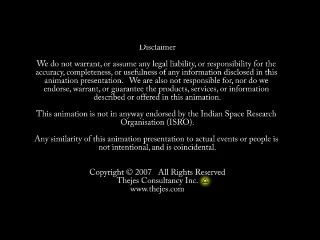 Disclaimer
We do not warrant, or assume any legal liability, or responsibility for the
accuracy, completeness, or usefulness of any information disclosed in this
animation presentation. We are also not responsible for, nor do we
endorse, warrant, or guarantee the products, services, or information
described or offered in this animation.
This animation is not in anyway endorsed by the Indian Space Research
Organisation (ISRO).
Any similarity of this animation presentation to actual events or people is
not intentional, and is coincidental.
Copyright © 2007 All Rights Reserved
Thejes Consultancy Inc.
www.thejes.com